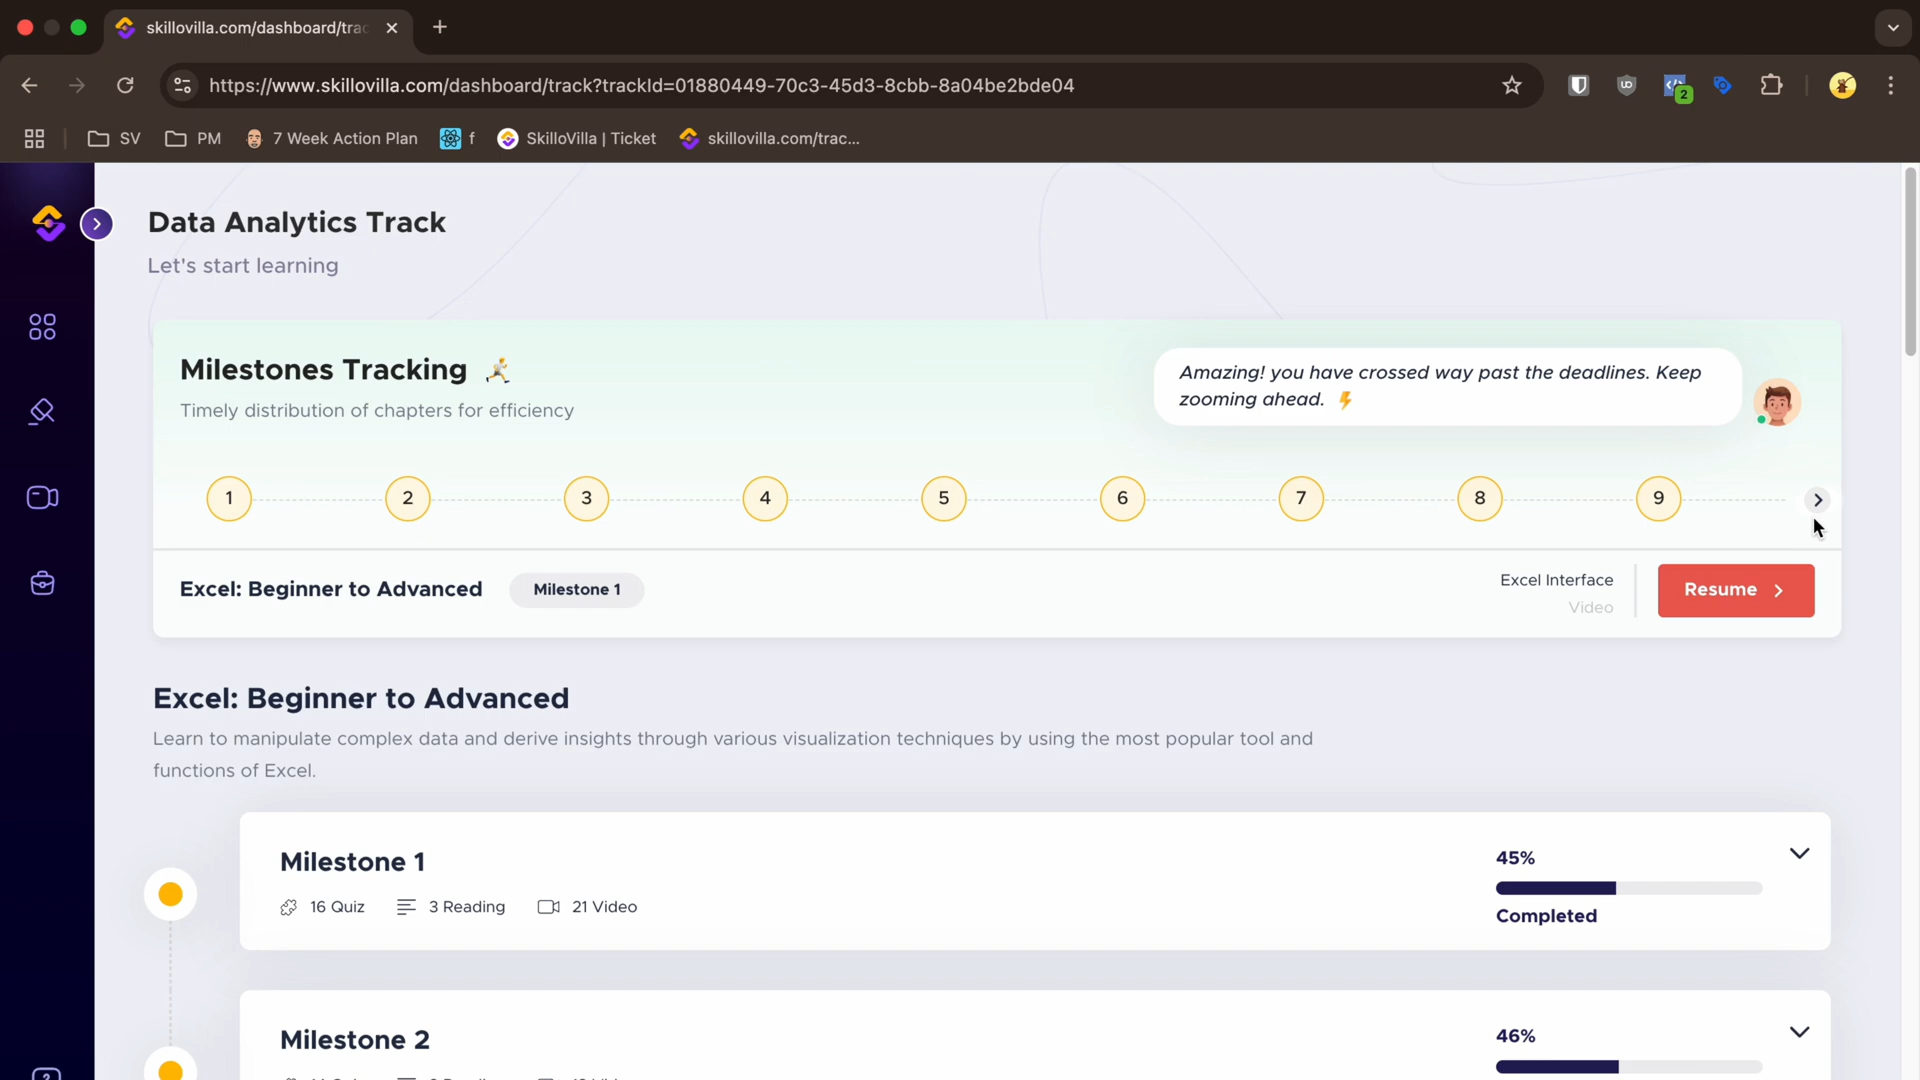 skillovilla.com/dashboard/trac
https://www.skillovilla.com/dashboard/track?trackId=01880449-70c3-45d3-8cbb-8a04be2bde04
2
SV
PM
7 Week Action Plan
f
SkilloVilla | Ticket
skillovilla.com/trac...
Data Analytics Track
Let's start learning
Milestones Tracking
Timely distribution of chapters for efficiency
Amazing! you have crossed way past the deadlines. Keep
zooming ahead.
1 2 3 4 5 6 7 8 9
Excel: Beginner to Advanced
Milestone 1
Excel Interface
Video
Resume
Excel: Beginner to Advanced
Learn to manipulate complex data and derive insights through various visualization techniques by using the most popular tool and
functions of Excel.
Milestone 1
16 Quiz
3 Reading
21 Video
45%
Completed
Milestone 2
46%